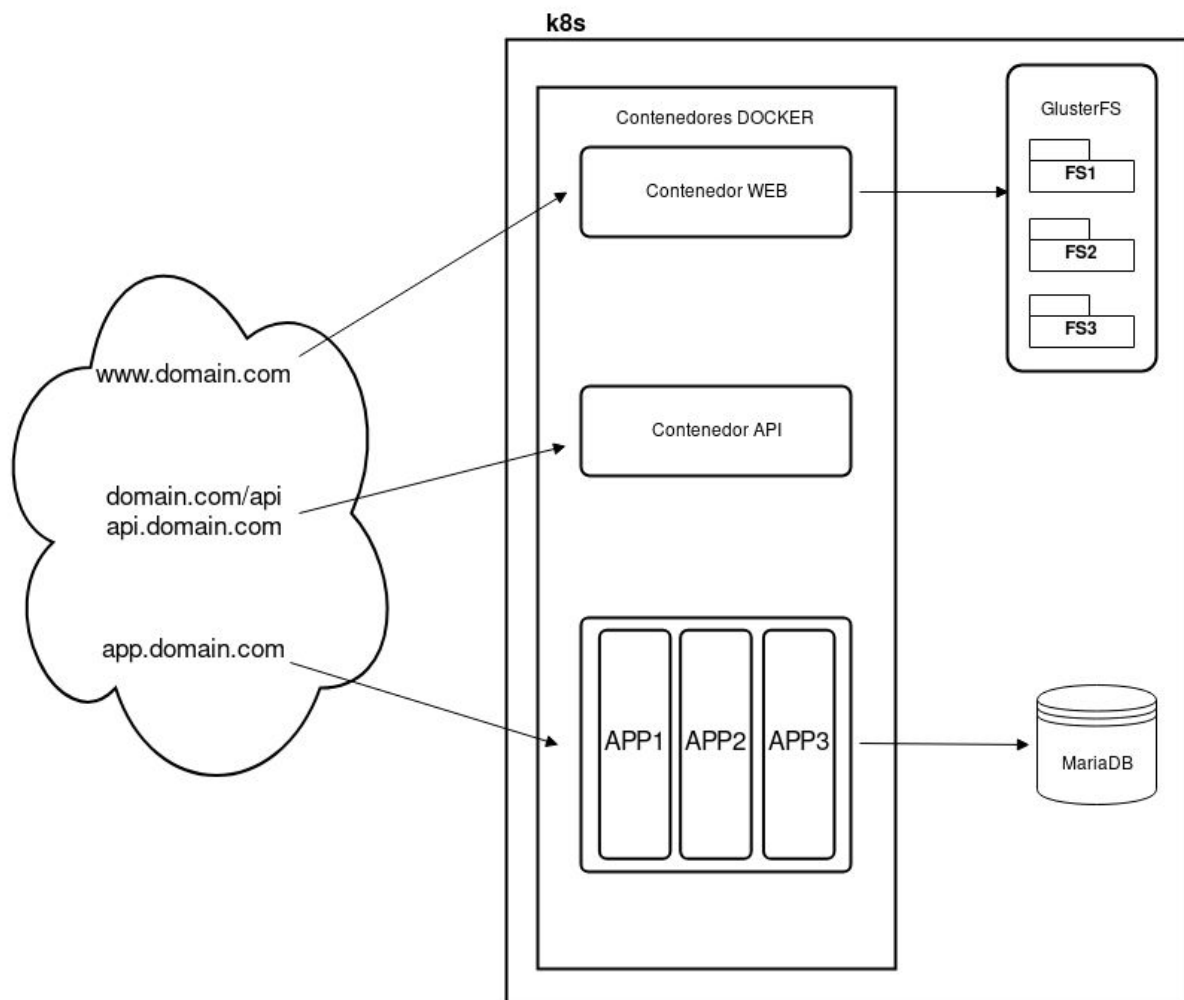 k8s
Contenedores DOCKER
GlusterFS
FS1
FS2
FS3
Contenedor WEB
www.domain.com
Contenedor API
domain.com/api
api.domain.com
app.domain.com
APP1 APP2 APP3
MariaDB